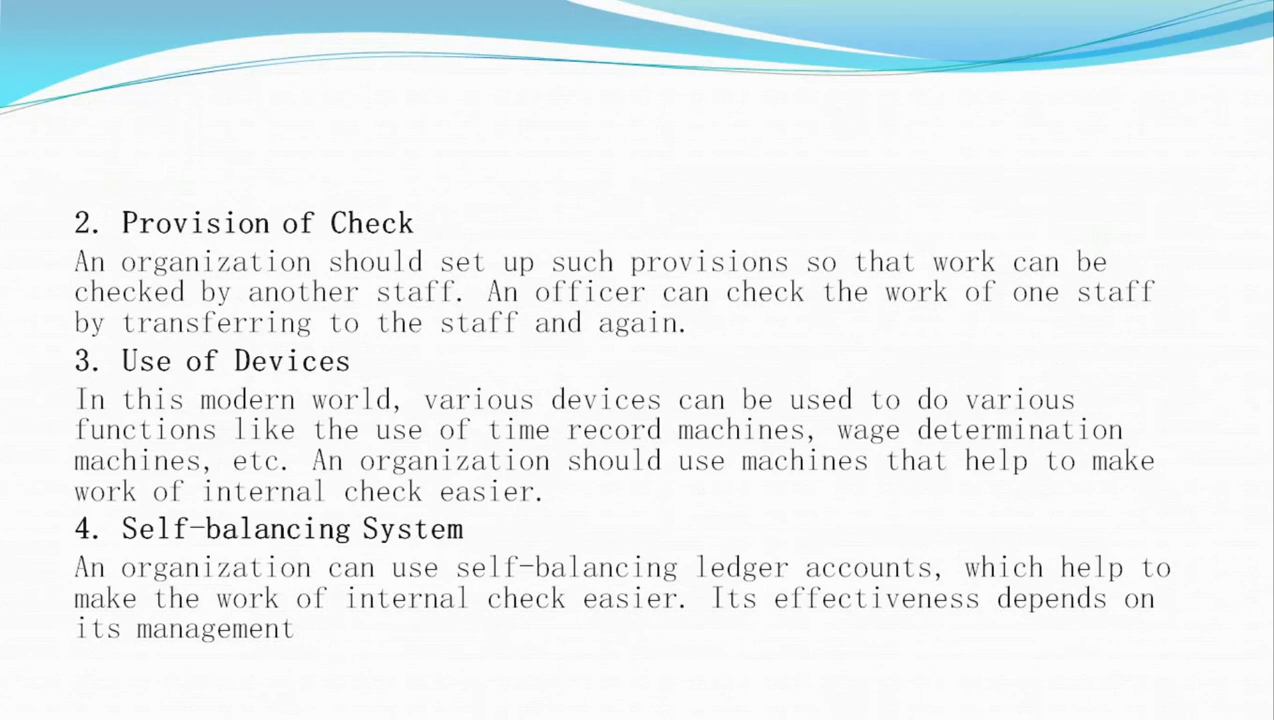 2. Provision of Check
An organization should set up such provisions so that work can be
checked by another staff. An officer can check the work of one staff
by transferring to the staff and again.
3. Use of Devices
In this modern world, various devices can be used to do various
functions like the use of time record machines, wage determination
machines, etc. An organization should use machines that help to make
work of internal check easier.
4. Self-balancing System
An organization can use self-balancing ledger accounts, which help to
make the work of internal check easier. Its effectiveness depends on
its management